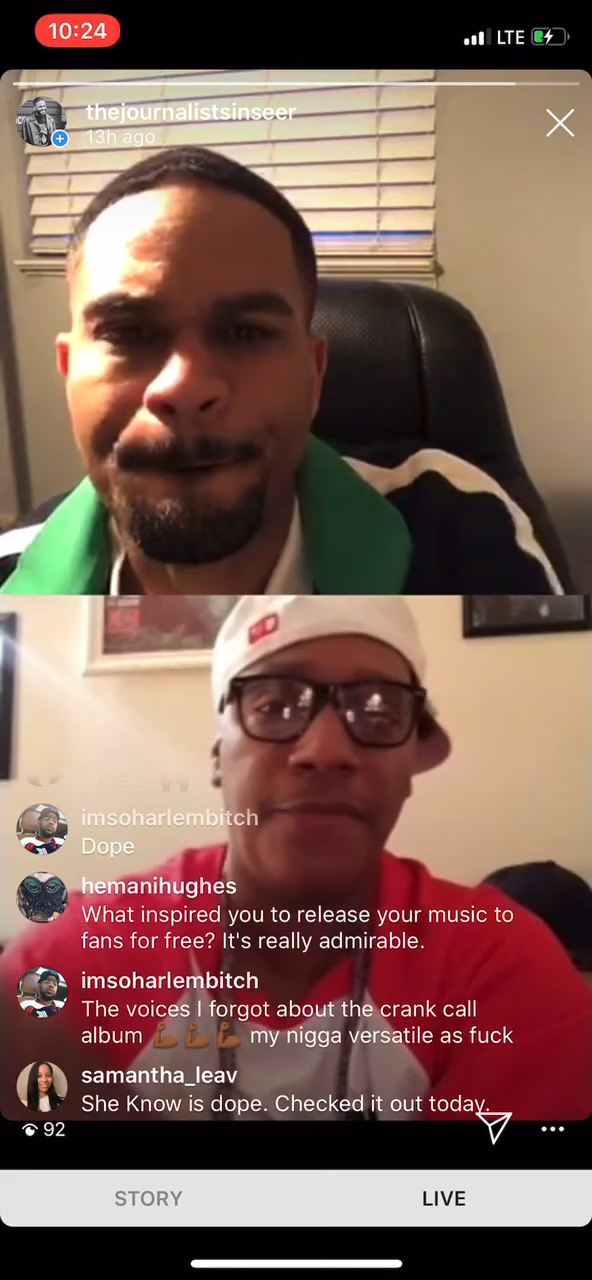 10:24
LTE
thejournalistsinseer
13h ago
imsoharlembitch
Dope
hemanihughes
What inspired you to release your music to
fans for free? It's really admirable.
imsoharlembitch
The voices I forgot about the crank call
album 💪🏾💪🏾💪🏾 my nigga versatile as fuck
samantha_leav
She Know is dope. Checked it out today.
92
STORY
LIVE